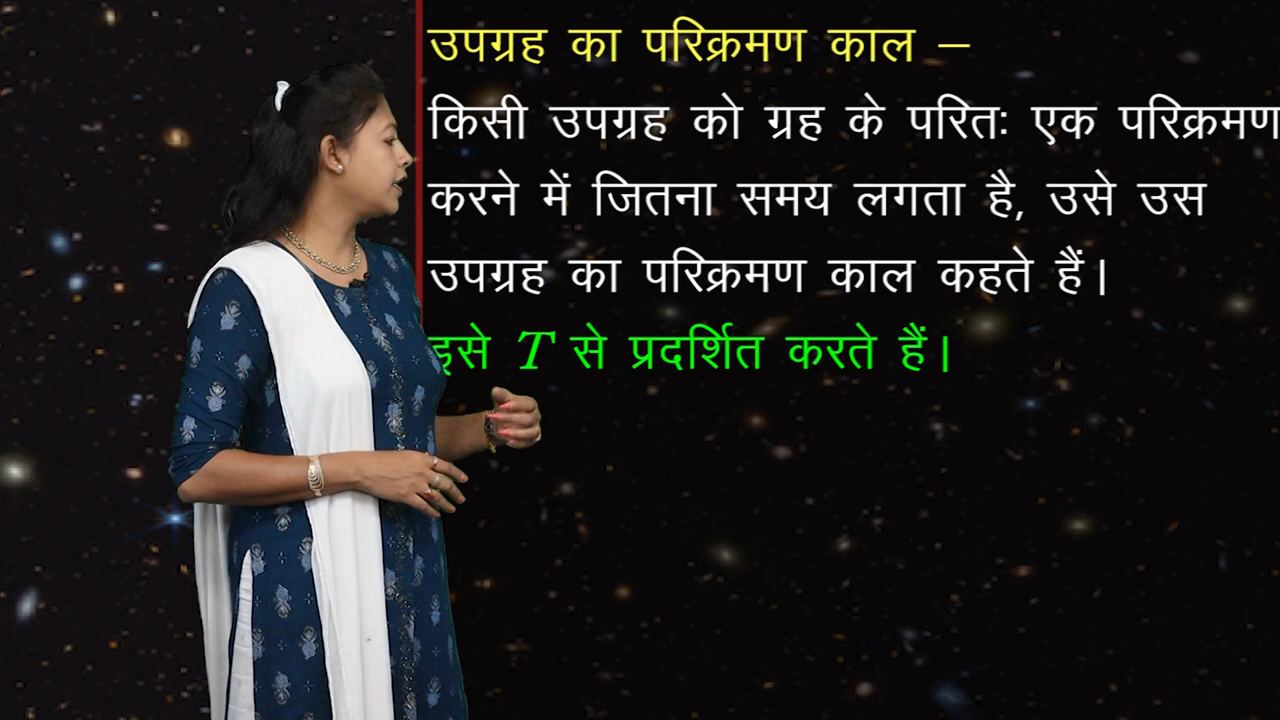 उपग्रह का परिक्रमण काल –
किसी उपग्रह को ग्रह के परितः एक परिक्रमण
करने में जितना समय लगता है, उसे उस
उपग्रह का परिक्रमण काल कहते हैं।
इसे T से प्रदर्शित करते हैं।